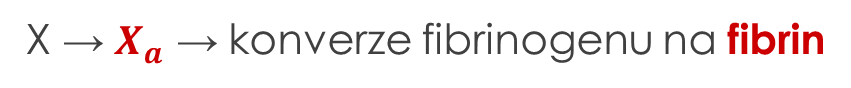 X → Xₐ → konverze fibrinogenu na fibrin